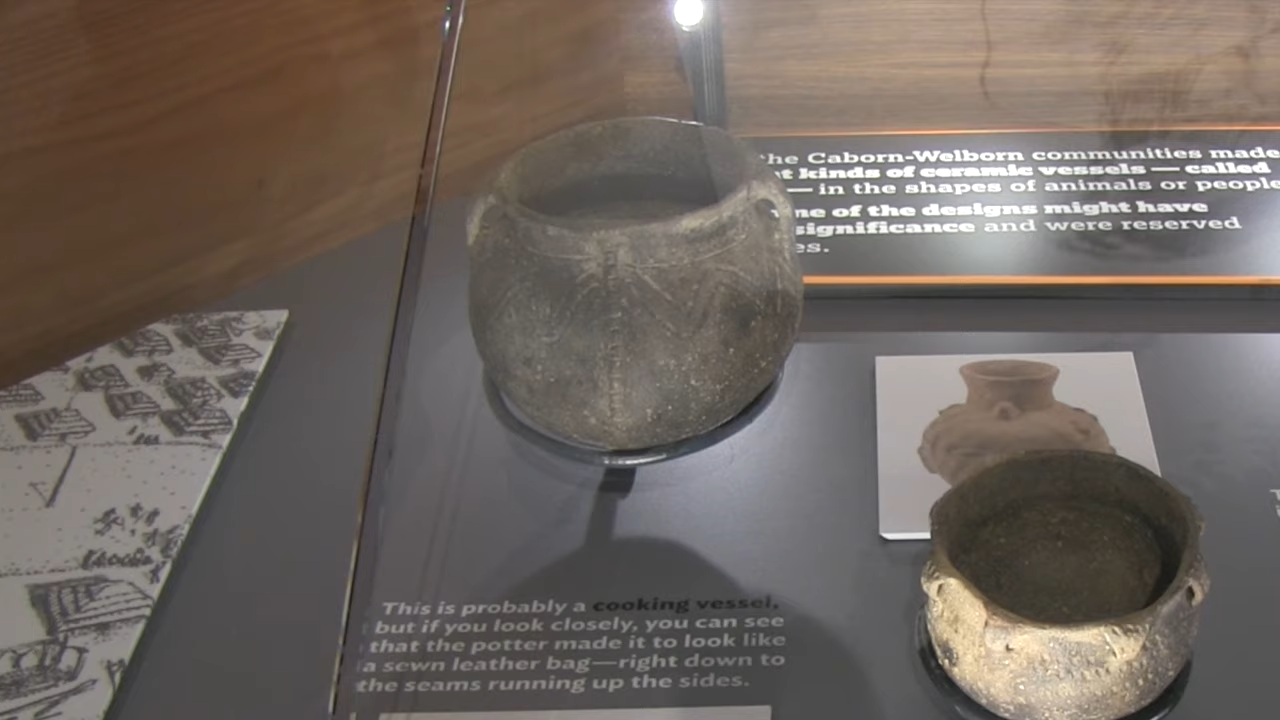 he Caborn-Welborn communities made
t kinds of ceramic vessels — called
— in the shapes of animals or people
ne of the designs might have
significance and were reserved
es.
This is probably a cooking vessel,
but if you look closely, you can see
that the potter made it to look like
a sewn leather bag—right down to
the seams running up the sides.